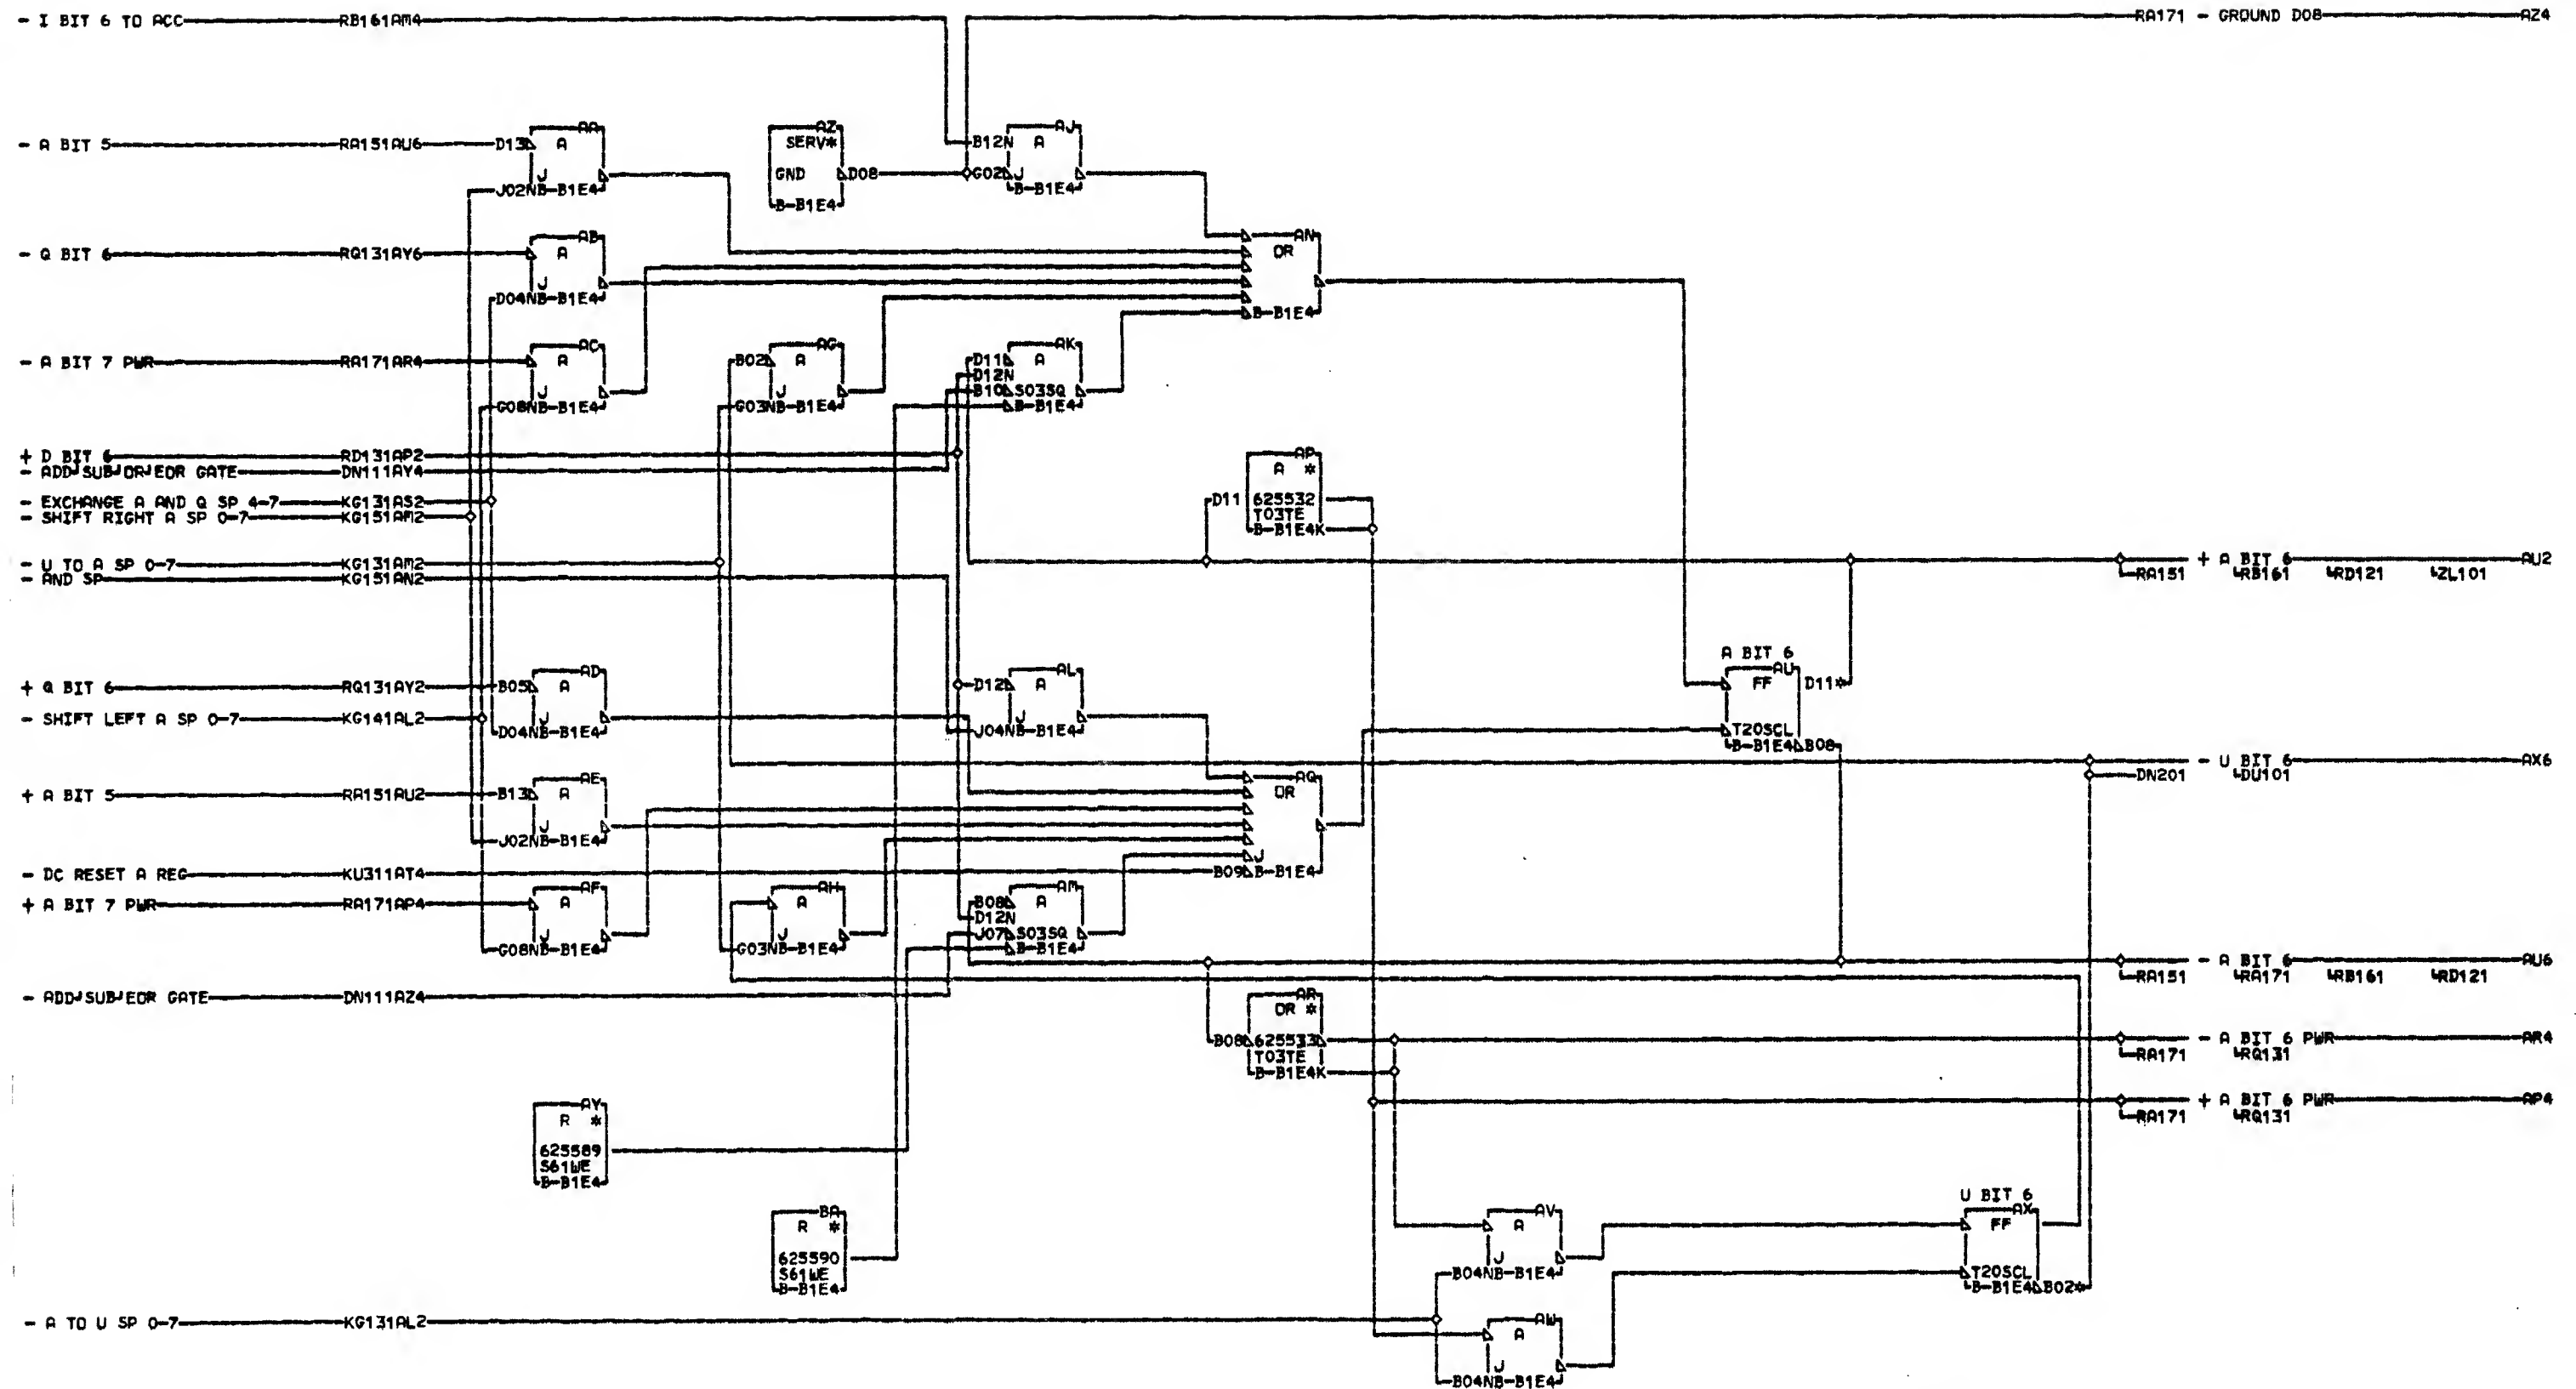 - I BIT 6 TO ACC RB161AM4 RA171 - GROUND D08 AZ4
AA AZ AJ
- A BIT 5 RA151AU6 D13 A SERV* B12N A
J GND D08 G02 J
J02NB-B1E4 B-B1E4 B-B1E4
AB AN
- Q BIT 6 RQ131AY6 A OR
J
D04NB-B1E4 B-B1E4
AC AG AK
- A BIT 7 PWR RA171AR4 A B02 A D11 A
D12N
J J B10 S03SQ
G08NB-B1E4 G03NB-B1E4 B-B1E4
+ D BIT 6 RD131AP2 AP
- ADD SUB OR EOR GATE DN111AY4 A *
- EXCHANGE A AND Q SP 4-7 KG131AS2 D11 625532
- SHIFT RIGHT A SP 0-7 KG151AM2 T03TE
B-B1E4K
- U TO A SP 0-7 KG131AM2 + A BIT 6 AU2
- AND SP KG151AN2 RA151 RB161 RD121 ZL101
A BIT 6
AD AL AU
+ Q BIT 6 RQ131AY2 B05 A D12 A FF D11*
- SHIFT LEFT A SP 0-7 KG141AL2 J J
D04NB-B1E4 J04NB-B1E4 T20SCL
B-B1E4 B08
- U BIT 6 AX6
AE AQ DN201 DU101
+ A BIT 5 RA151AU2 B13 A OR
J
J02NB-B1E4 J
- DC RESET A REG KU311AT4 B09 B-B1E4
AF AH AM
+ A BIT 7 PWR RA171AP4 A A B08 A
D12N
J J J07 S03SQ
G08NB-B1E4 G03NB-B1E4 B-B1E4
- A BIT 6 AU6
RA151 RA171 RB161 RD121
- ADD SUB EOR GATE DN111AZ4 AR
OR *
B08 625533 - A BIT 6 PWR AR4
T03TE RA171 RQ131
B-B1E4K
AY + A BIT 6 PWR AP4
R * RA171 RQ131
625589
S61WE
B-B1E4
U BIT 6
BA AV AX
R * A FF
625590 J
S61WE B04NB-B1E4 T20SCL
B-B1E4 B-B1E4 B02*
- A TO U SP 0-7 KG131AL2 AW
A
J
B04NB-B1E4